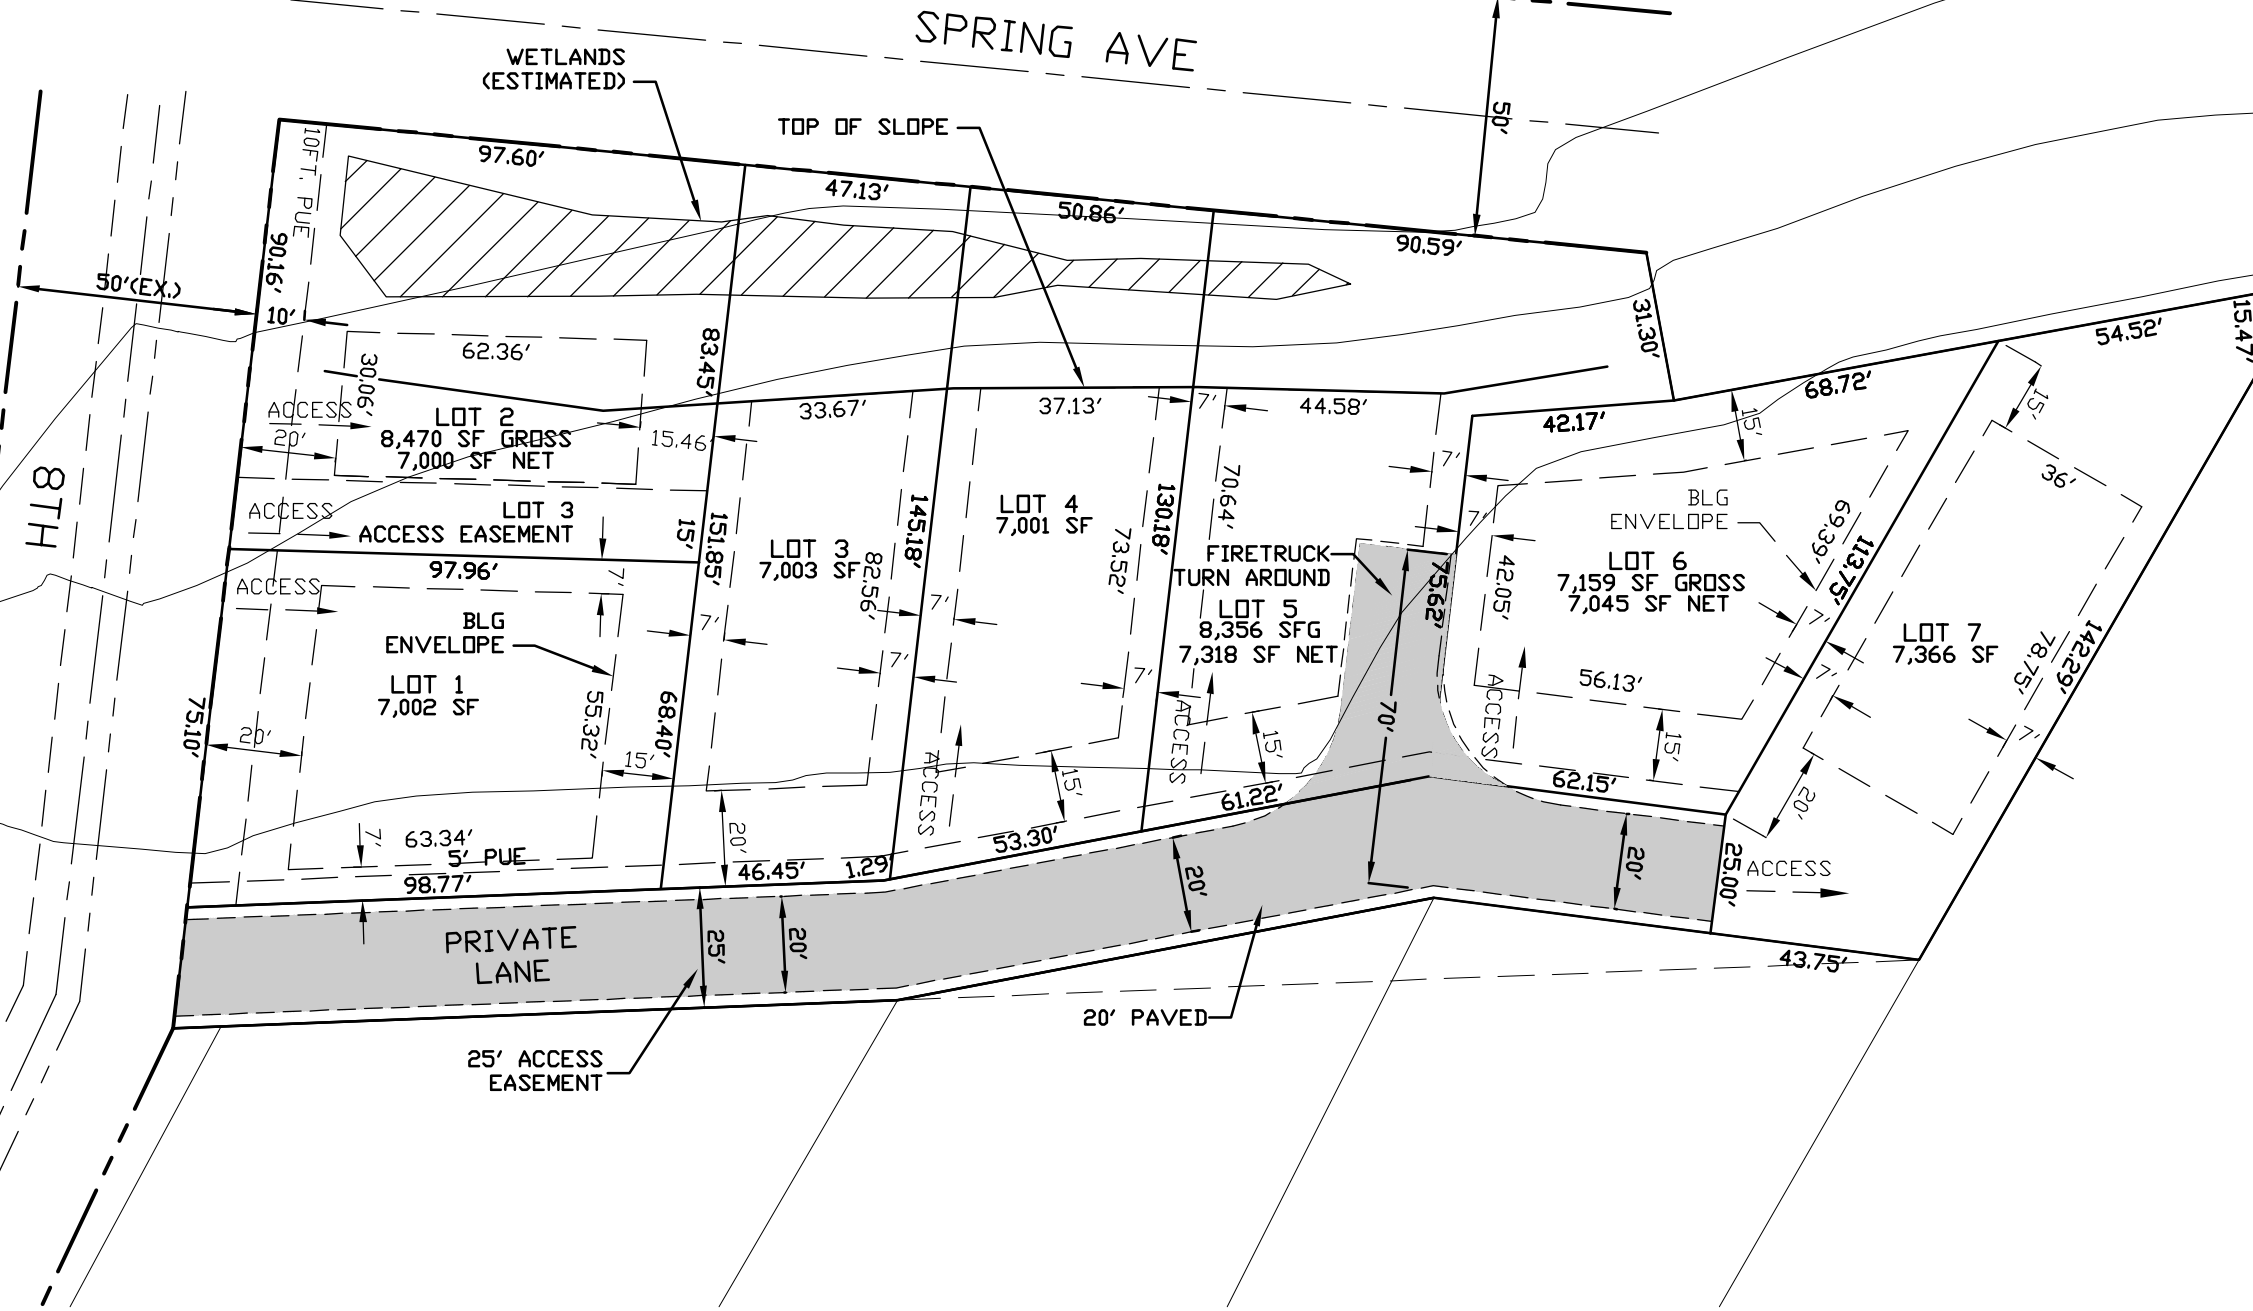 SPRING AVE
WETLANDS
(ESTIMATED)
TOP OF SLOPE
50'
10FT. PUE
97.60'
47.13'
50.86'
90.59'
90.16'
50'(EX.)
10'
62.36'
30.06'
83.45'
31.30'
54.52'
15.47'
68.72'
ACCESS
20'
LOT 2
8,470 SF GROSS
7,000 SF NET
15.46'
33.67'
37.13'
7'
44.58'
42.17'
15'
15'
36'
8TH
ACCESS
LOT 3
ACCESS EASEMENT
15'
151.85'
LOT 3
7,003 SF
82.56'
145.18'
LOT 4
7,001 SF
73.52'
130.18'
70.64'
7'
7'
FIRETRUCK
TURN AROUND
75.62'
42.05'
BLG
ENVELOPE
69.39'
113.75'
LOT 6
7,159 SF GROSS
7,045 SF NET
97.96'
7'
ACCESS
BLG
ENVELOPE
LOT 1
7,002 SF
55.32'
68.40'
7'
7'
7'
7'
LOT 5
8,356 SFG
7,318 SF NET
7'
7'
LOT 7
7,366 SF
78.75'
142.29'
7'
75.10'
20'
15'
ACCESS
15'
ACCESS
15'
70'
ACCESS
56.13'
15'
20'
7'
63.34'
5' PUE
98.77'
20'
46.45'
1.29'
53.30'
61.22'
62.15'
20'
25.00'
ACCESS
PRIVATE
LANE
25'
20'
20'
43.75'
20' PAVED
25' ACCESS
EASEMENT